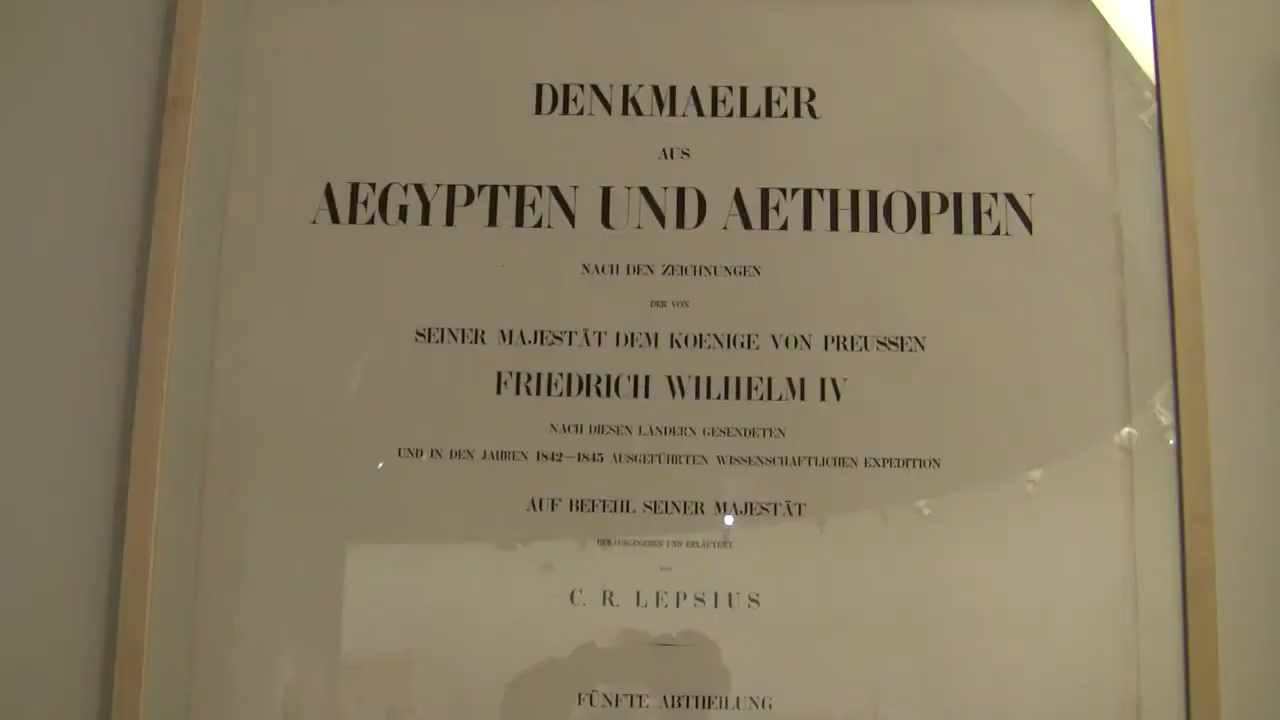 DENKMAELER
AUS
AEGYPTEN UND AETHIOPIEN
NACH DEN ZEICHNUNGEN
DER VON
SEINER MAJESTÄT DEM KOENIGE VON PREUSSEN
FRIEDRICH WILHELM IV
NACH DIESEN LÄNDERN GESENDETEN
UND IN DEN JAHREN 1842—1845 AUSGEFÜHRTEN WISSENSCHAFTLICHEN EXPEDITION
AUF BEFEHL SEINER MAJESTÄT
HERAUSGEGEBEN UND ERLÄUTERT
VON
C. R. LEPSIUS
FÜNFTE ABTHEILUNG